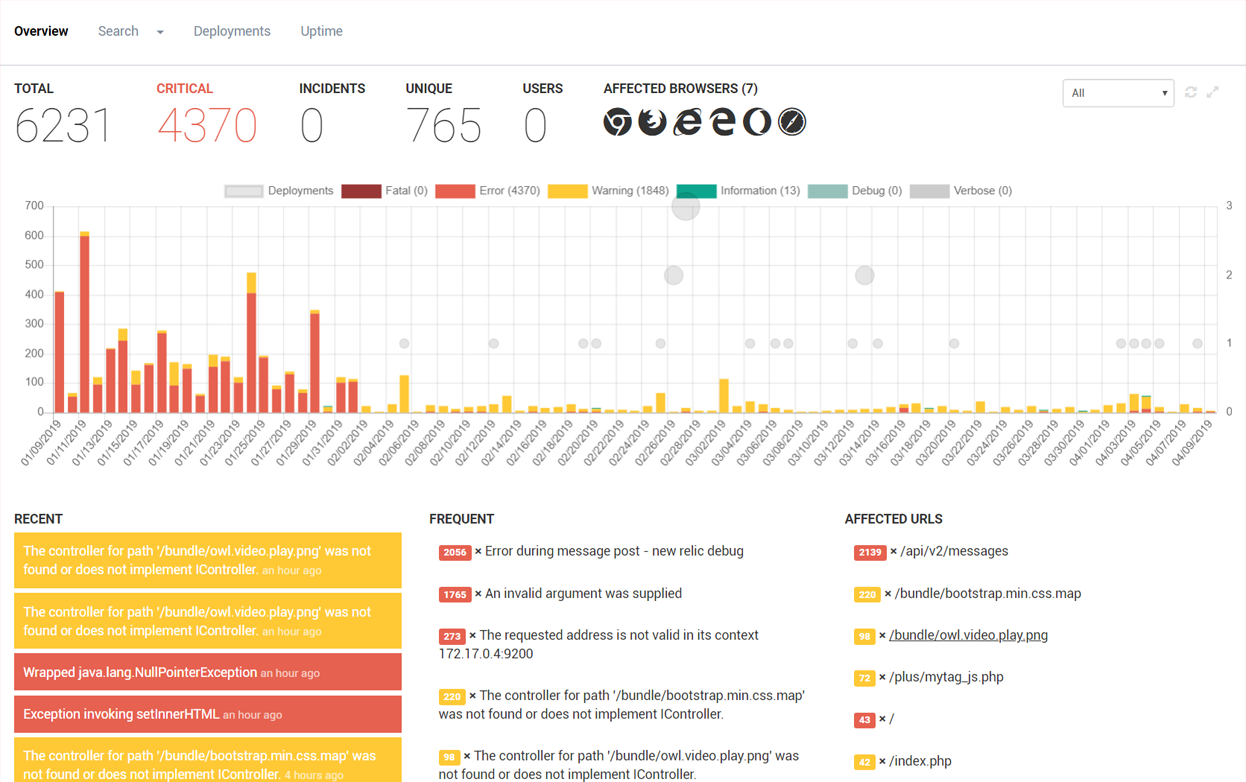 Overview Search Deployments Uptime
TOTAL CRITICAL INCIDENTS UNIQUE USERS AFFECTED BROWSERS (7)
6231 4370 0 765 0
All
Deployments Fatal (0) Error (4370) Warning (1848) Information (13) Debug (0) Verbose (0)
700 3
600
500 2
400
300
200 1
100
0 0
01/09/2019 01/11/2019 01/13/2019 01/15/2019 01/17/2019 01/19/2019 01/21/2019 01/23/2019 01/25/2019 01/27/2019 01/29/2019 01/31/2019 02/02/2019 02/04/2019 02/06/2019 02/08/2019 02/10/2019 02/12/2019 02/14/2019 02/16/2019 02/18/2019 02/20/2019 02/22/2019 02/24/2019 02/26/2019 02/28/2019 03/02/2019 03/04/2019 03/06/2019 03/08/2019 03/10/2019 03/12/2019 03/14/2019 03/16/2019 03/18/2019 03/20/2019 03/22/2019 03/24/2019 03/26/2019 03/28/2019 03/30/2019 04/01/2019 04/03/2019 04/05/2019 04/07/2019 04/09/2019
RECENT
The controller for path '/bundle/owl.video.play.png' was not
found or does not implement IController. an hour ago
The controller for path '/bundle/owl.video.play.png' was not
found or does not implement IController. an hour ago
Wrapped java.lang.NullPointerException an hour ago
Exception invoking setInnerHTML an hour ago
The controller for path '/bundle/bootstrap.min.css.map' was
not found or does not implement IController. 4 hours ago
FREQUENT
2056 × Error during message post - new relic debug
1765 × An invalid argument was supplied
273 × The requested address is not valid in its context
172.17.0.4:9200
220 × The controller for path '/bundle/bootstrap.min.css.map'
was not found or does not implement IController.
98 × The controller for path '/bundle/owl.video.play.png' was
not found or does not implement IController.
AFFECTED URLS
2139 × /api/v2/messages
220 × /bundle/bootstrap.min.css.map
98 × /bundle/owl.video.play.png
72 × /plus/mytag_js.php
43 × /
42 × /index.php